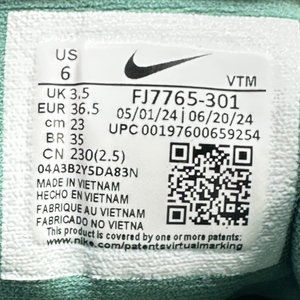 US
6
VTM
UK 3.5
EUR 36.5
cm 23
BR 35
CN 230(2.5)
04A3B2Y5DA83N
FJ7765-301
05/01/24 | 06/20/24
UPC 00197600659254
MADE IN VIETNAM
HECHO EN VIETNAM
FABRIQUÉ AU VIETNAM
FABRICADO NO VIETNA
This product is covered by one or more patents:
www.nike.com/patentsvirtualmarking